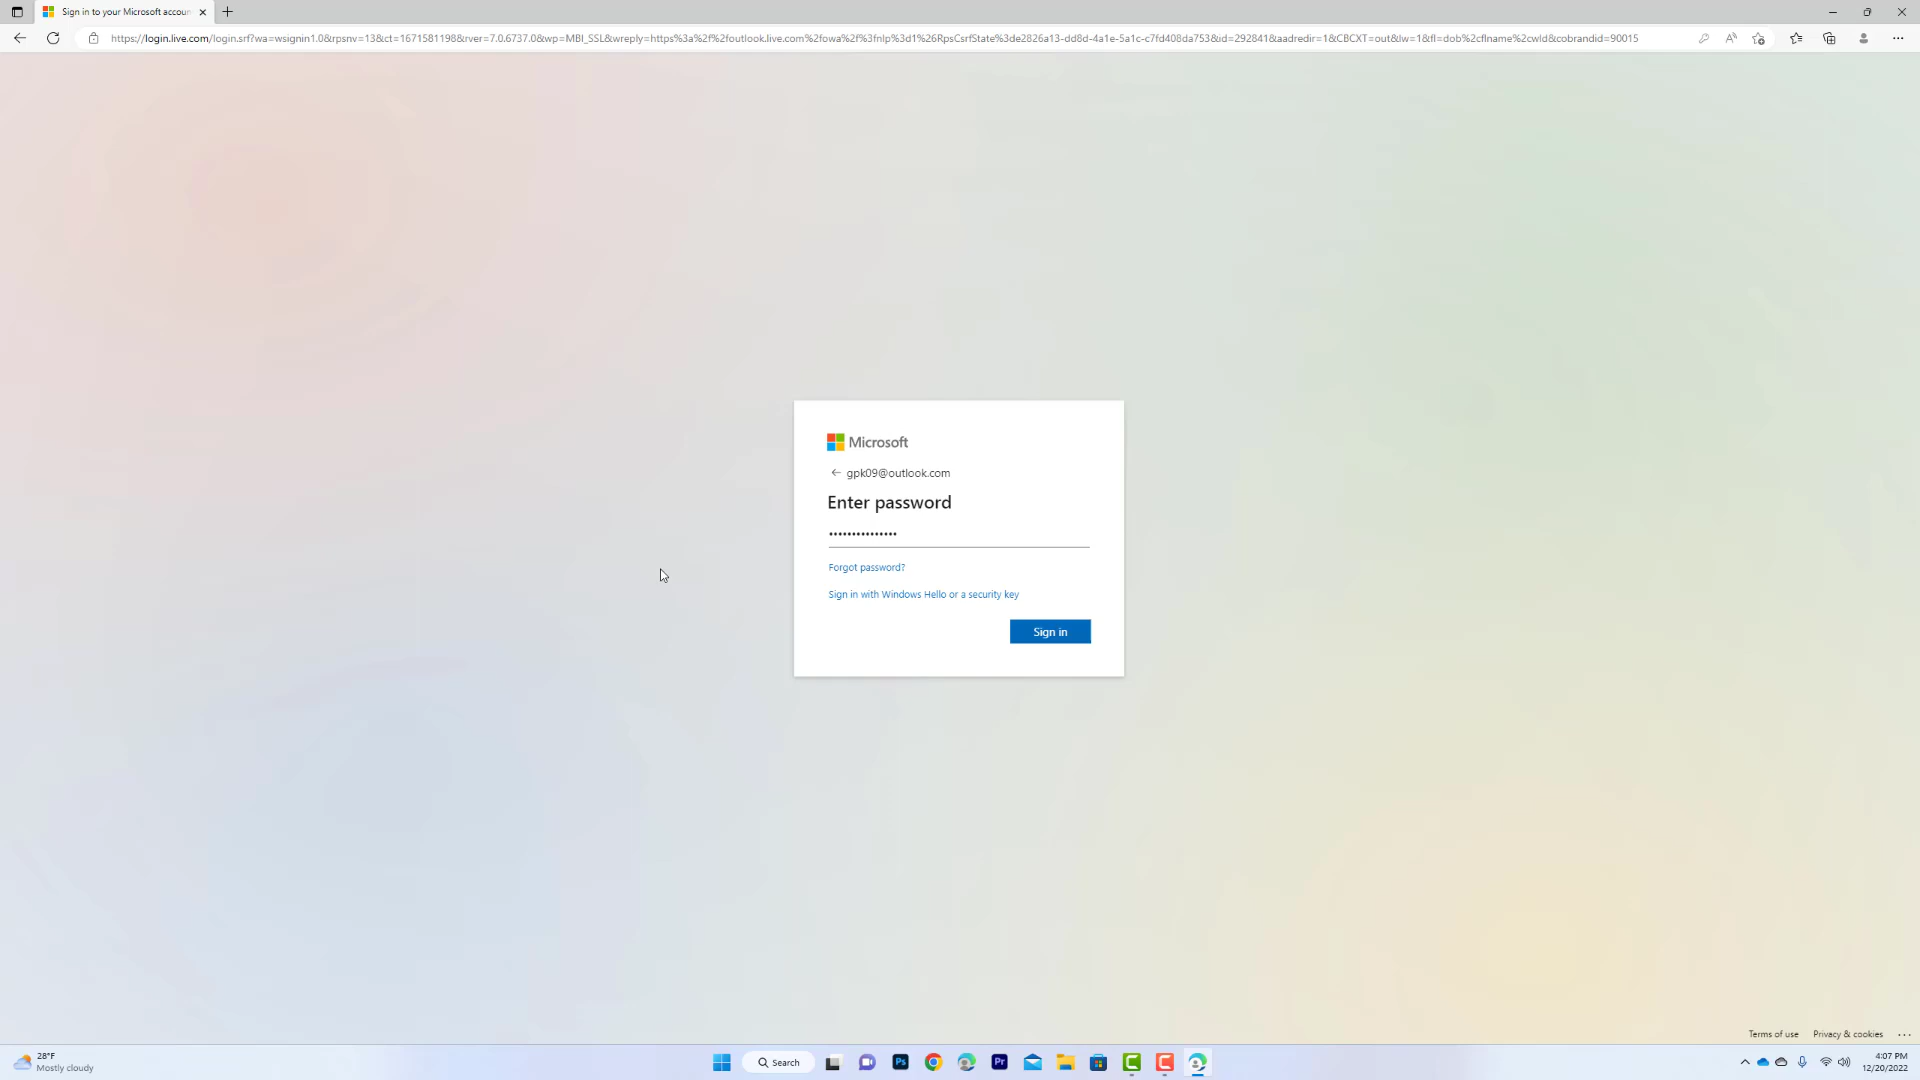 Sign in to your Microsoft accoun
https://login.live.com/login.srf?wa=wsignin1.0&rpsnv=13&ct=1671581198&rver=7.0.6737.0&wp=MBI_SSL&wreply=https%3a%2f%2foutlook.live.com%2fowa%2f%3fnlp%3d1%26RpsCsrfState%3de2826a13-dd8d-4a1e-5a1c-c7fd408da753&id=292841&aadredir=1&CBCXT=out&lw=1&fl=dob%2cflname%2cwld&cobrandid=90015
Microsoft
gpk09@outlook.com
Enter password
Forgot password?
Sign in with Windows Hello or a security key
Sign in
Terms of use Privacy & cookies
28°F
Mostly cloudy
Search
Ps
Pr
4:07 PM
12/20/2022